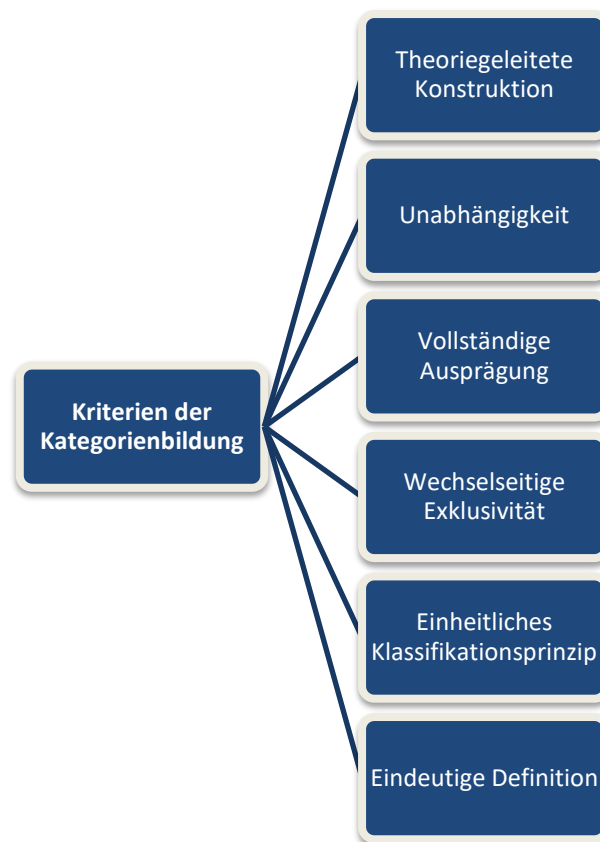 Theoriegeleitete
Konstruktion
Unabhängigkeit
Vollständige
Ausprägung
Kriterien der
Kategorienbildung
Wechselseitige
Exklusivität
Einheitliches
Klassifikationsprinzip
Eindeutige Definition